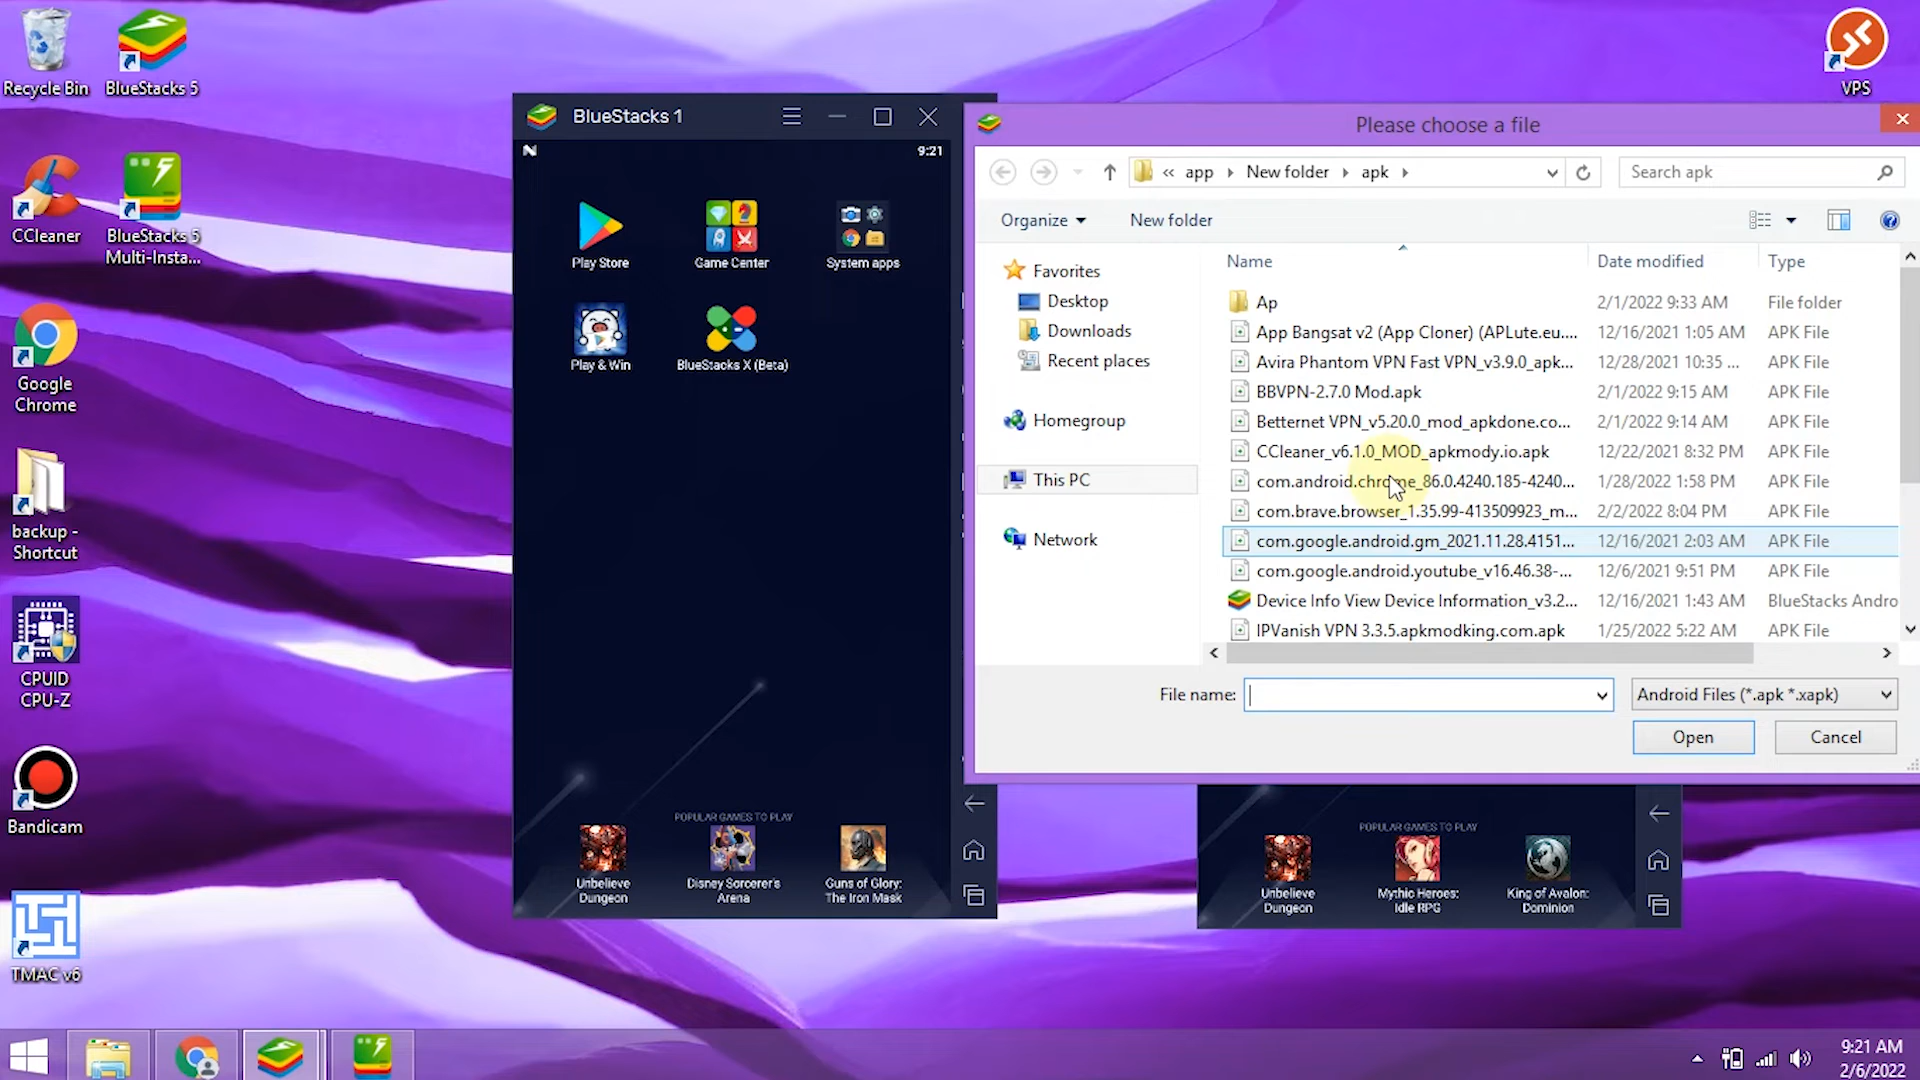 Recycle Bin
BlueStacks 5
VPS
CCleaner
BlueStacks 5
Multi-Insta...
Google
Chrome
backup -
Shortcut
CPUID
CPU-Z
Bandicam
TMAC v6
BlueStacks 1
9:21
Play Store
Game Center
System apps
Play & Win
BlueStacks X (Beta)
POPULAR GAMES TO PLAY
Unbelieve
Dungeon
Disney Sorcerer's
Arena
Guns of Glory:
The Iron Mask
Please choose a file
« app New folder apk
Search apk
Organize
New folder
Favorites
Desktop
Downloads
Recent places
Homegroup
This PC
Network
Name Date modified Type
Ap 2/1/2022 9:33 AM File folder
App Bangsat v2 (App Cloner) (APLute.eu.... 12/16/2021 1:05 AM APK File
Avira Phantom VPN Fast VPN_v3.9.0_apk... 12/28/2021 10:35 ... APK File
BBVPN-2.7.0 Mod.apk 2/1/2022 9:15 AM APK File
Betternet VPN_v5.20.0_mod_apkdone.co... 2/1/2022 9:14 AM APK File
CCleaner_v6.1.0_MOD_apkmody.io.apk 12/22/2021 8:32 PM APK File
com.android.chrome_86.0.4240.185-4240... 1/28/2022 1:58 PM APK File
com.brave.browser_1.35.99-413509923_m... 2/2/2022 8:04 PM APK File
com.google.android.gm_2021.11.28.4151... 12/16/2021 2:03 AM APK File
com.google.android.youtube_v16.46.38-... 12/6/2021 9:51 PM APK File
Device Info View Device Information_v3.2... 12/16/2021 1:43 AM BlueStacks Andro
IPVanish VPN 3.3.5.apkmodking.com.apk 1/25/2022 5:22 AM APK File
File name:
Android Files (*.apk *.xapk)
Open
Cancel
POPULAR GAMES TO PLAY
Unbelieve
Dungeon
Mythic Heroes:
Idle RPG
King of Avalon:
Dominion
9:21 AM
2/6/2022